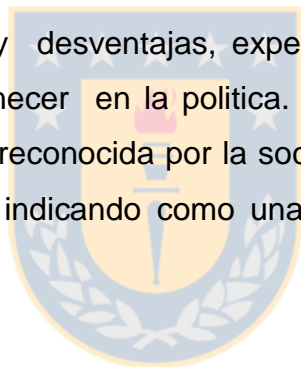 y desventajas, expe
necer en la politica.
reconocida por la soc
indicando como una